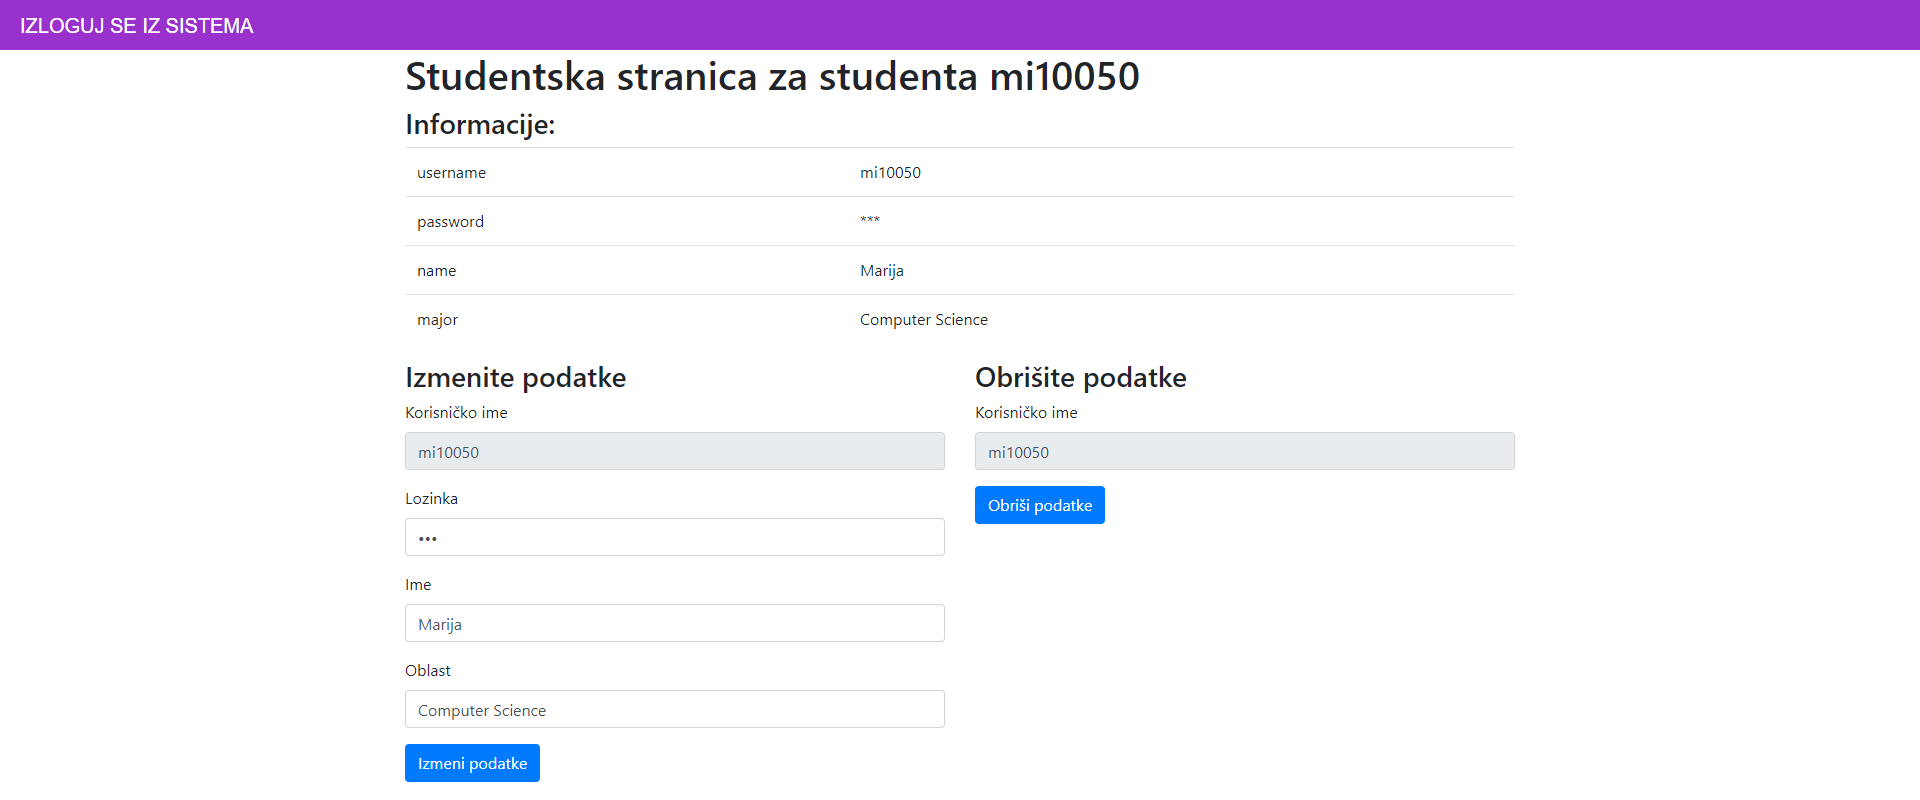 IZLOGUJ SE IZ SISTEMA
Studentska stranica za studenta mi10050
Informacije:
username mi10050
password ***
name Marija
major Computer Science
Izmenite podatke
Korisničko ime
mi10050
Lozinka
•••
Ime
Marija
Oblast
Computer Science
Izmeni podatke
Obrišite podatke
Korisničko ime
mi10050
Obriši podatke